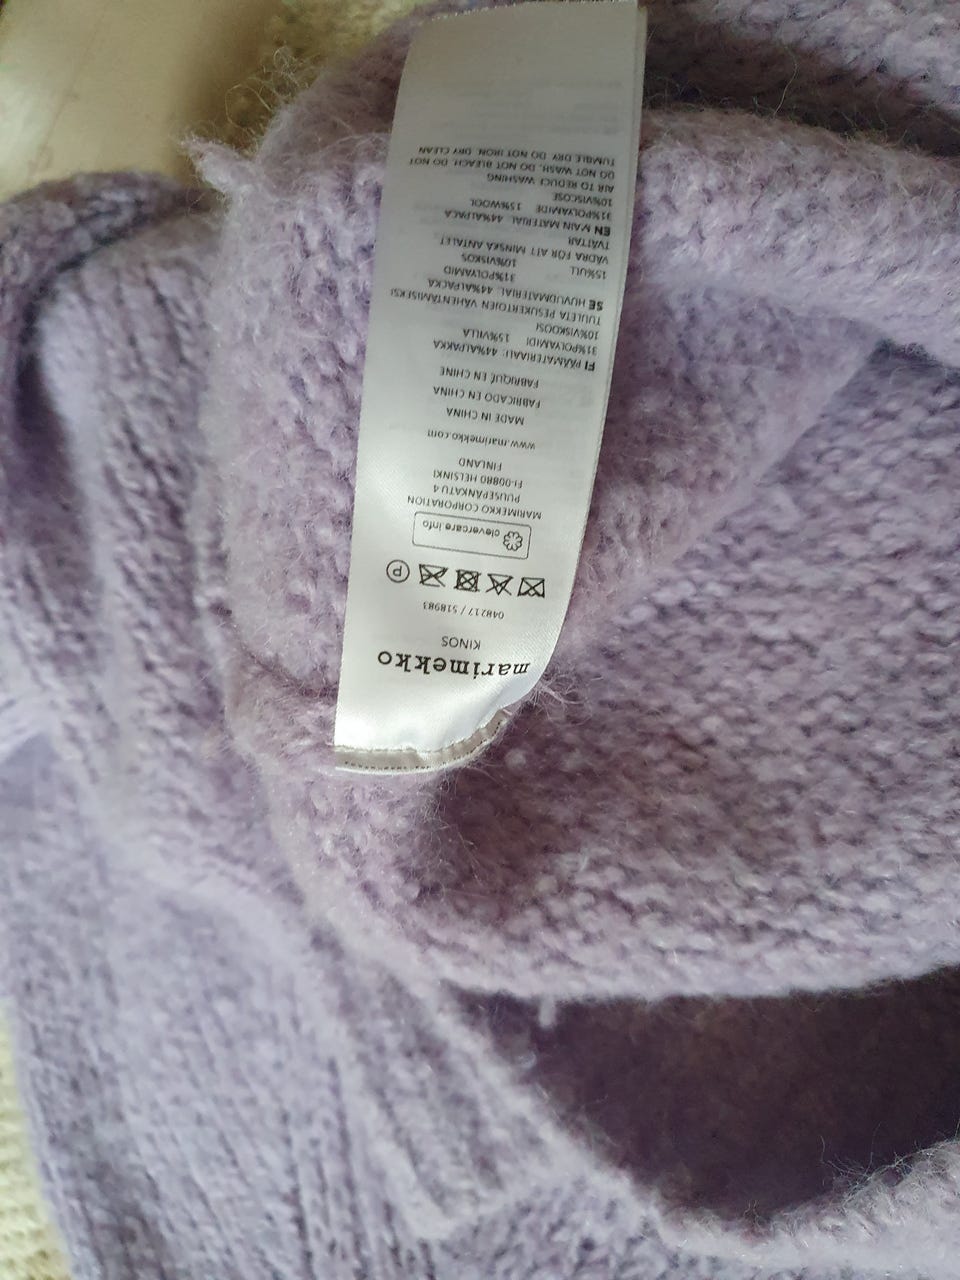 marimekko
KINOS
048217 / 518983
P
clevercare.info
MARIMEKKO CORPORATION
PUUSEPÄNKATU 4
FI-00880 HELSINKI
FINLAND
www.marimekko.com
MADE IN CHINA
FABRICADO EN CHINA
FABRIQUÉ EN CHINE
FI PÄÄMATERIAALI: 44%ALPAKKA
31%POLYAMIDI 15%VILLA
10%VISKOOSI
TUULETA PESUKERTOJEN VÄHENTÄMISEKSI
SE HUVUDMATERIAL: 44%ALPACKA
31%POLYAMID
15%ULL 10%VISKOS
VÄDRA FÖR ATT MINSKA ANTALET
TVÄTTAR
EN MAIN MATERIAL: 44%ALPACA
31%POLYAMIDE 15%WOOL
10%VISCOSE
AIR TO REDUCE WASHING
DO NOT WASH. DO NOT BLEACH. DO NOT
TUMBLE DRY. DO NOT IRON. DRY CLEAN